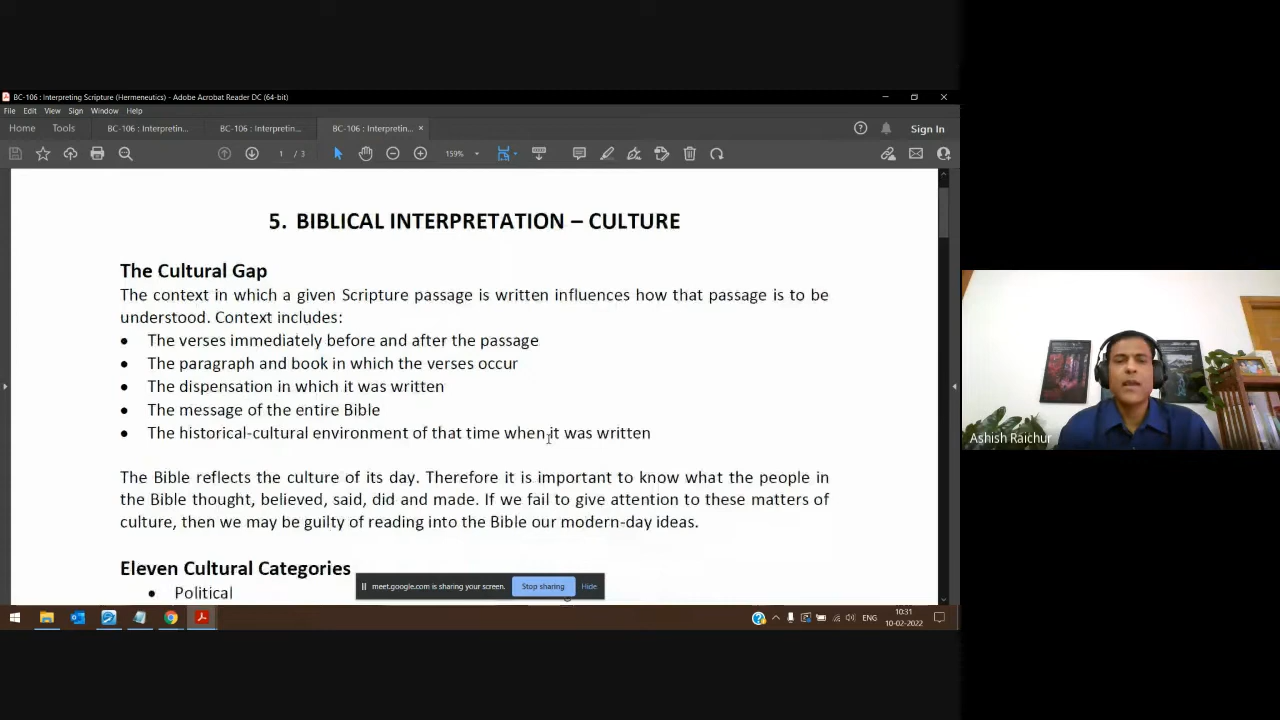 BC-106 : Interpreting Scripture (Hermeneutics) - Adobe Acrobat Reader DC (64-bit)
File Edit View Sign Window Help
Home Tools BC-106 : Interpretin... BC-106 : Interpretin... BC-106 : Interpretin... × Sign In
1 / 3 159%
5. BIBLICAL INTERPRETATION – CULTURE
The Cultural Gap
The context in which a given Scripture passage is written influences how that passage is to be
understood. Context includes:
• The verses immediately before and after the passage
• The paragraph and book in which the verses occur
• The dispensation in which it was written
• The message of the entire Bible
• The historical-cultural environment of that time when it was written
The Bible reflects the culture of its day. Therefore it is important to know what the people in
the Bible thought, believed, said, did and made. If we fail to give attention to these matters of
culture, then we may be guilty of reading into the Bible our modern-day ideas.
Eleven Cultural Categories
• Political
meet.google.com is sharing your screen. Stop sharing Hide
ENG
10:31
10-02-2022
Ashish Raichur